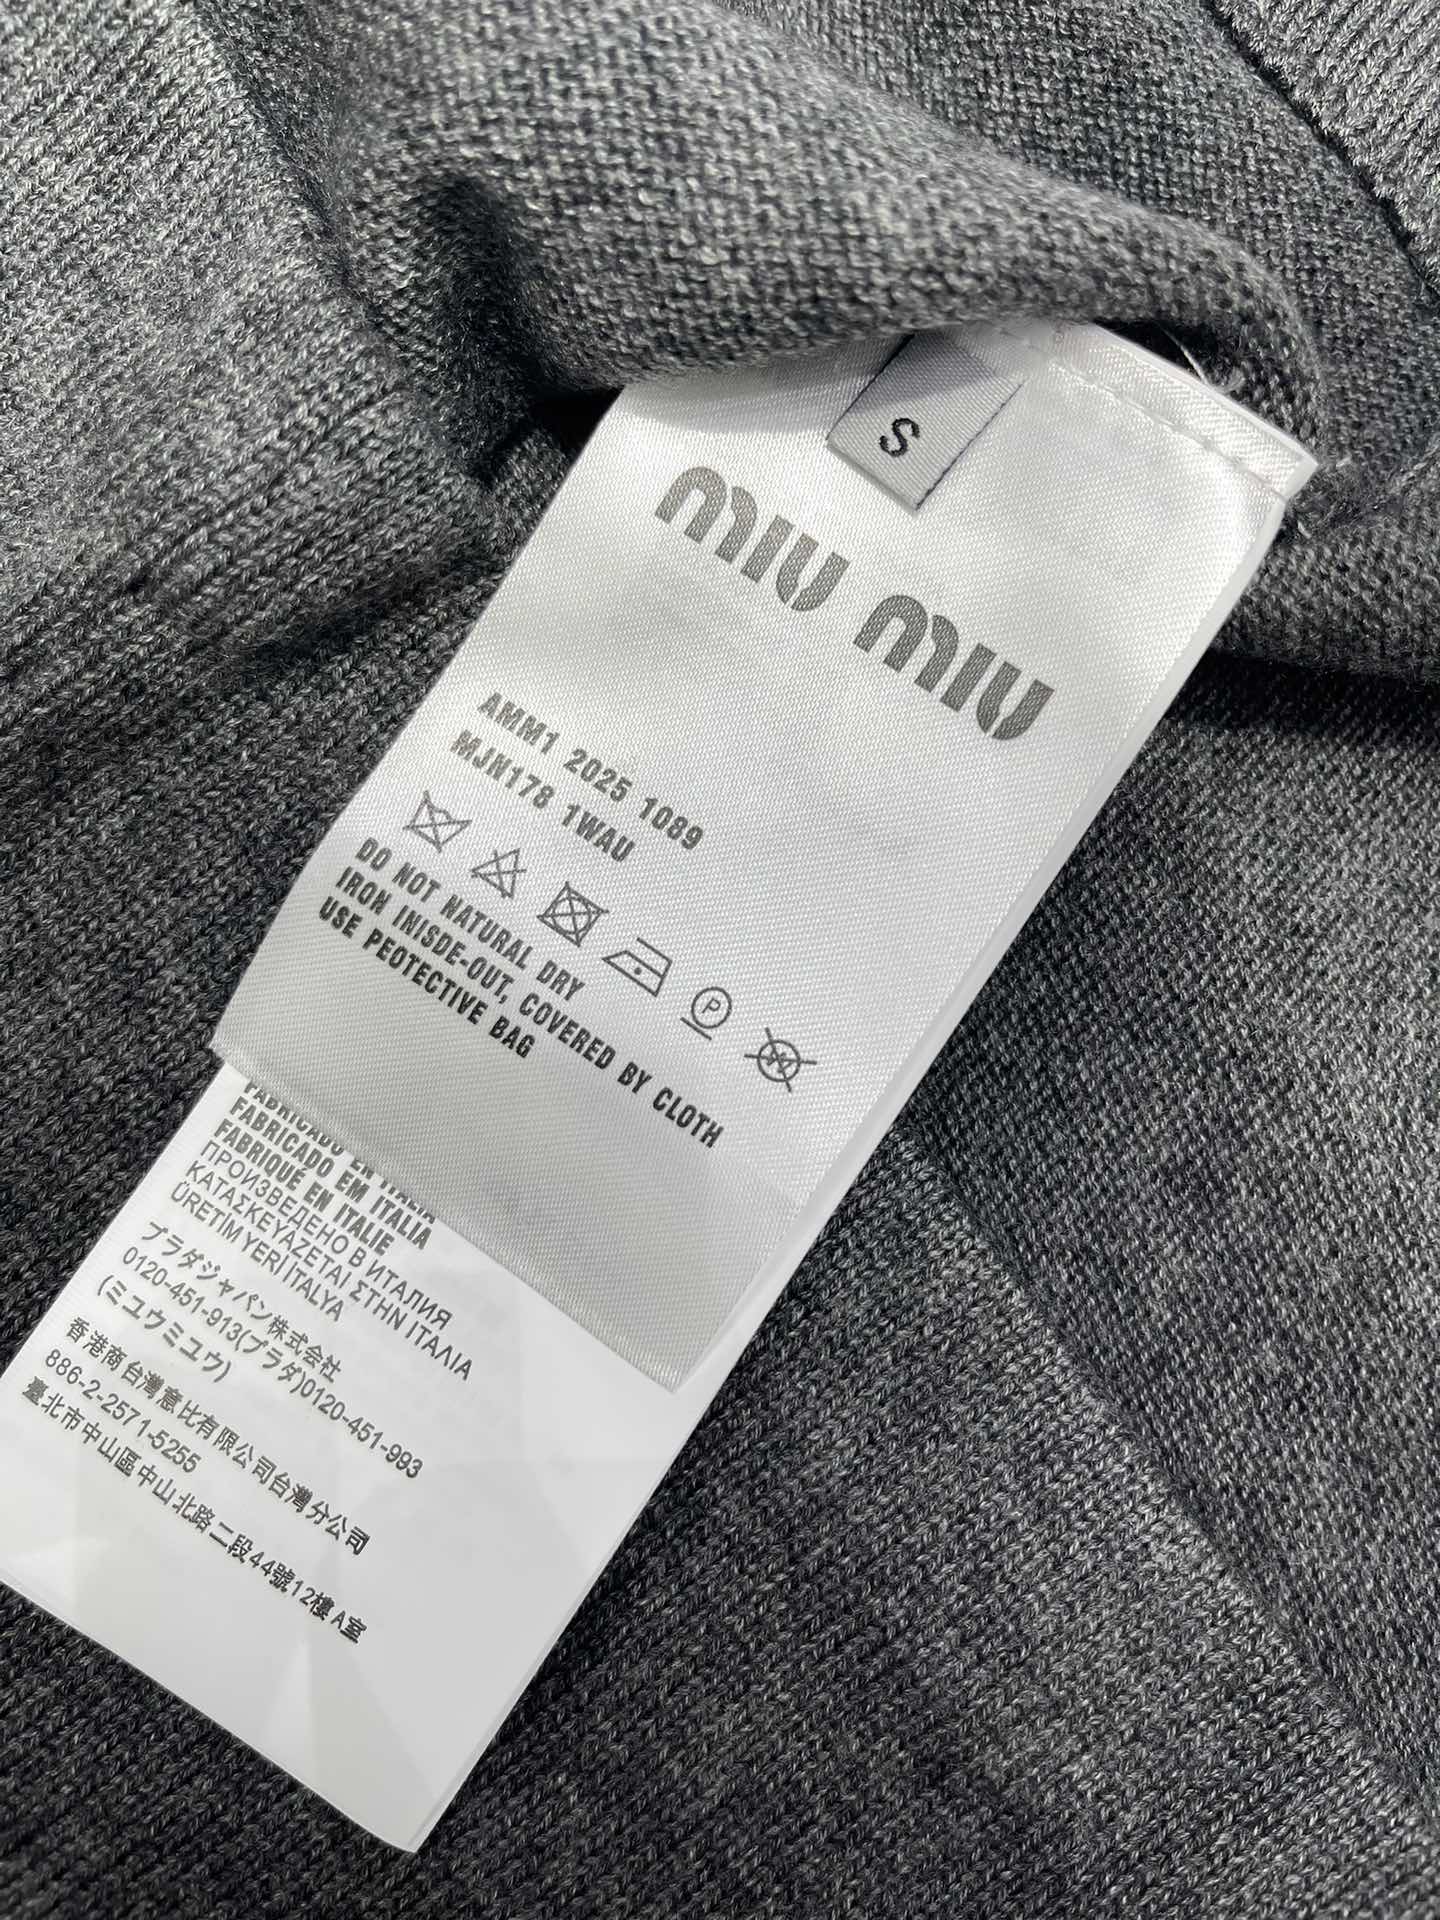 S
miu miu
AMM1 2025 1089
MJN178 1WAU
P
W
DO NOT NATURAL DRY
IRON INISDE-OUT, COVERED BY CLOTH
USE PEOTECTIVE BAG
FABRICADO EN ITALIA
FABRICADO EM ITALIA
FABRIQUÉ EN ITALIE
ПРОИЗВЕДЕНО В ИТАЛИЯ
ΚΑΤΑΣΚΕΥΑΖΕΤΑΙ ΣΤΗΝ ΙΤΑΛΙΑ
ÜRETİM YERİ İTALYA
プラダジャパン株式会社
0120-451-913(プラダ)0120-451-993
(ミユウミユウ)
香港商台灣意比有限公司台灣分公司
886-2-2571-5255
臺北市中山區中山北路二段44號12樓A室